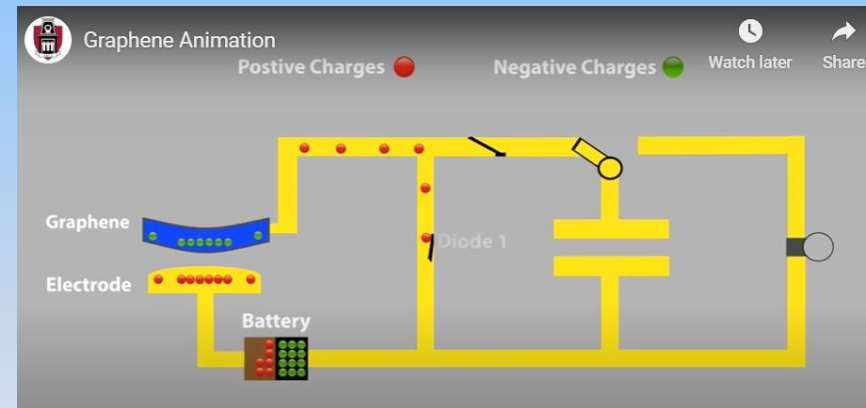 Graphene Animation
Watch later
Share
Postive Charges
Negative Charges
Graphene
Diode 1
Electrode
Battery